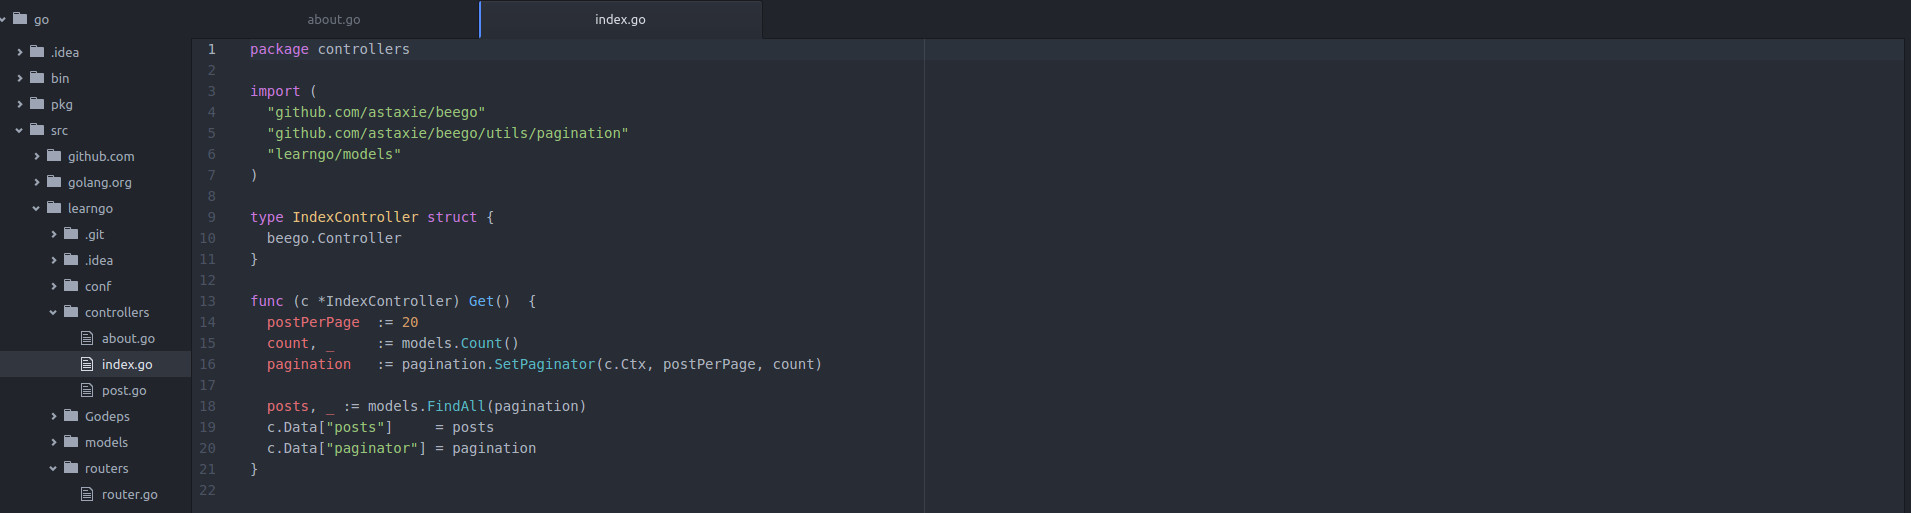 go
.idea
bin
pkg
src
github.com
golang.org
learngo
.git
.idea
conf
controllers
about.go
index.go
post.go
Godeps
models
routers
router.go
about.go
index.go
1 package controllers
2
3 import (
4   "github.com/astaxie/beego"
5   "github.com/astaxie/beego/utils/pagination"
6   "learngo/models"
7 )
8
9 type IndexController struct {
10   beego.Controller
11 }
12
13 func (c *IndexController) Get()  {
14   postPerPage  := 20
15   count, _     := models.Count()
16   pagination   := pagination.SetPaginator(c.Ctx, postPerPage, count)
17
18   posts, _ := models.FindAll(pagination)
19   c.Data["posts"]     = posts
20   c.Data["paginator"] = pagination
21 }
22